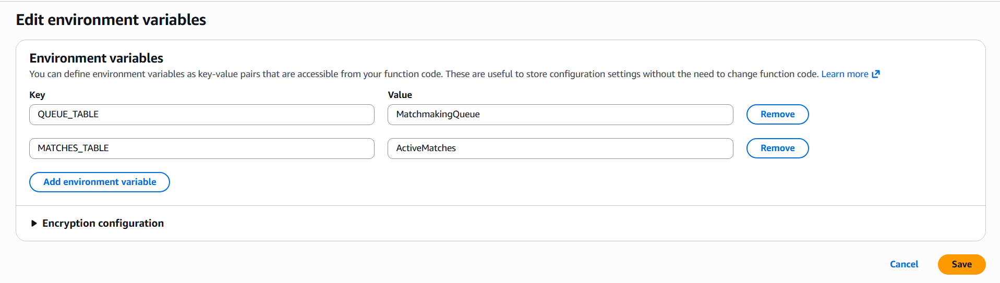 Edit environment variables
Environment variables
You can define environment variables as key-value pairs that are accessible from your function code. These are useful to store configuration settings without the need to change function code. Learn more
Key Value
QUEUE_TABLE MatchmakingQueue Remove
MATCHES_TABLE ActiveMatches Remove
Add environment variable
Encryption configuration
Cancel Save